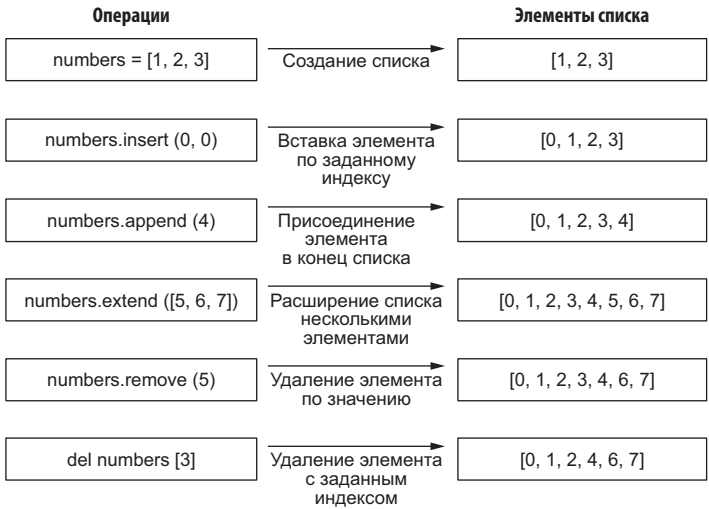 Операции
Элементы списка
numbers = [1, 2, 3]
Создание списка
[1, 2, 3]
numbers.insert (0, 0)
Вставка элемента
по заданному
индексу
[0, 1, 2, 3]
numbers.append (4)
Присоединение
элемента
в конец списка
[0, 1, 2, 3, 4]
numbers.extend ([5, 6, 7])
Расширение списка
несколькими
элементами
[0, 1, 2, 3, 4, 5, 6, 7]
numbers.remove (5)
Удаление элемента
по значению
[0, 1, 2, 3, 4, 6, 7]
del numbers [3]
Удаление элемента
с заданным
индексом
[0, 1, 2, 4, 6, 7]